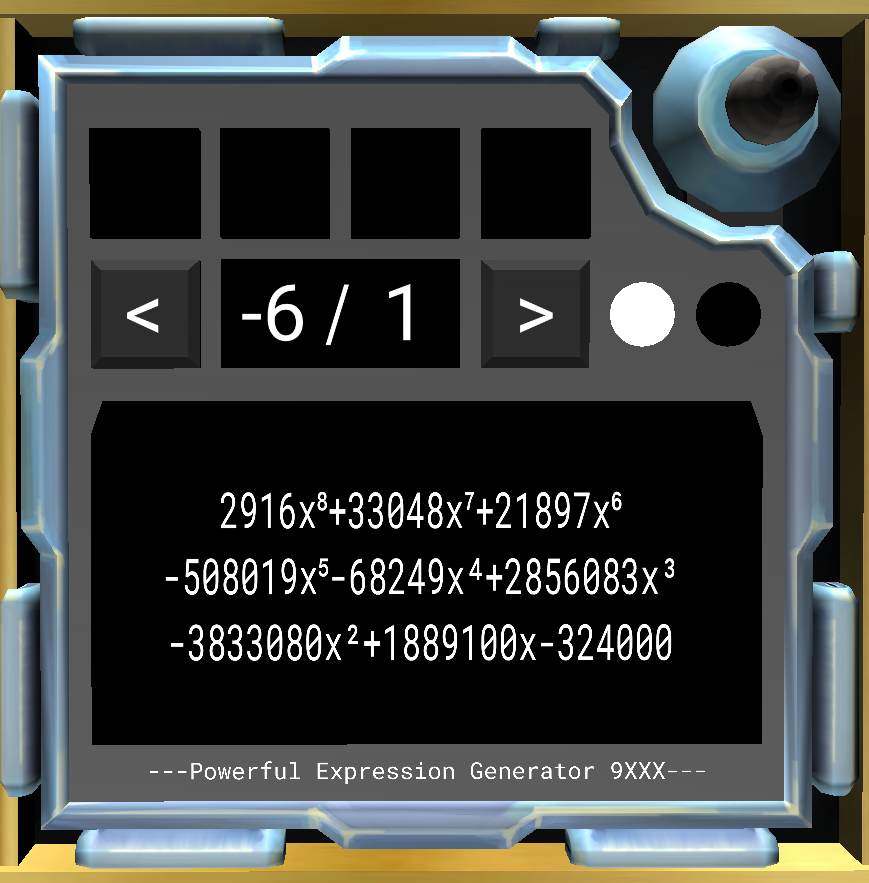 < -6 / 1 >
2916x⁸+33048x⁷+21897x⁶
-508019x⁵-68249x⁴+2856083x³
-3833080x²+1889100x-324000
---Powerful Expression Generator 9XXX---